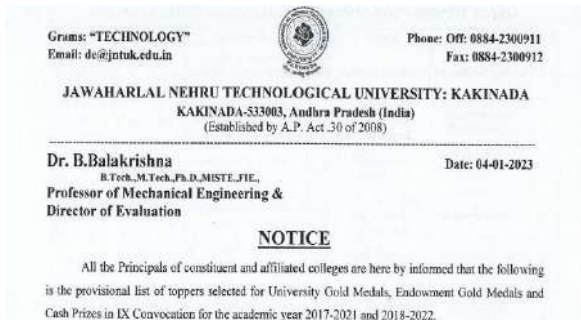 Grams: "TECHNOLOGY"
Phone: Off: 0884-2300911
Email: de@jntuk.edu.in
Fax: 0884-2300912
JAWAHARLAL NEHRU TECHNOLOGICAL UNIVERSITY: KAKINADA
KAKINADA-533003, Andhra Pradesh (India)
(Established by A.P. Act .30 of 2008)
Dr. B.Balakrishna
Date: 04-01-2023
B.Tech.,M.Tech.,Ph.D.,MISTE.,FIE.,
Professor of Mechanical Engineering &
Director of Evaluation
NOTICE
All the Principals of constituent and affiliated colleges are here by informed that the following
is the provisional list of toppers selected for University Gold Medals, Endowment Gold Medals and
Cash Prizes in IX Convocation for the academic year 2017-2021 and 2018-2022.